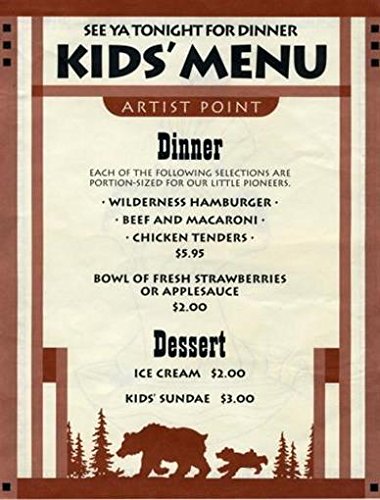 SEE YA TONIGHT FOR DINNER
KIDS' MENU
ARTIST POINT
Dinner
EACH OF THE FOLLOWING SELECTIONS ARE
PORTION-SIZED FOR OUR LITTLE PIONEERS.
· WILDERNESS HAMBURGER ·
· BEEF AND MACARONI ·
· CHICKEN TENDERS ·
$5.95
BOWL OF FRESH STRAWBERRIES
OR APPLESAUCE
$2.00
Dessert
ICE CREAM $2.00
KIDS' SUNDAE $3.00